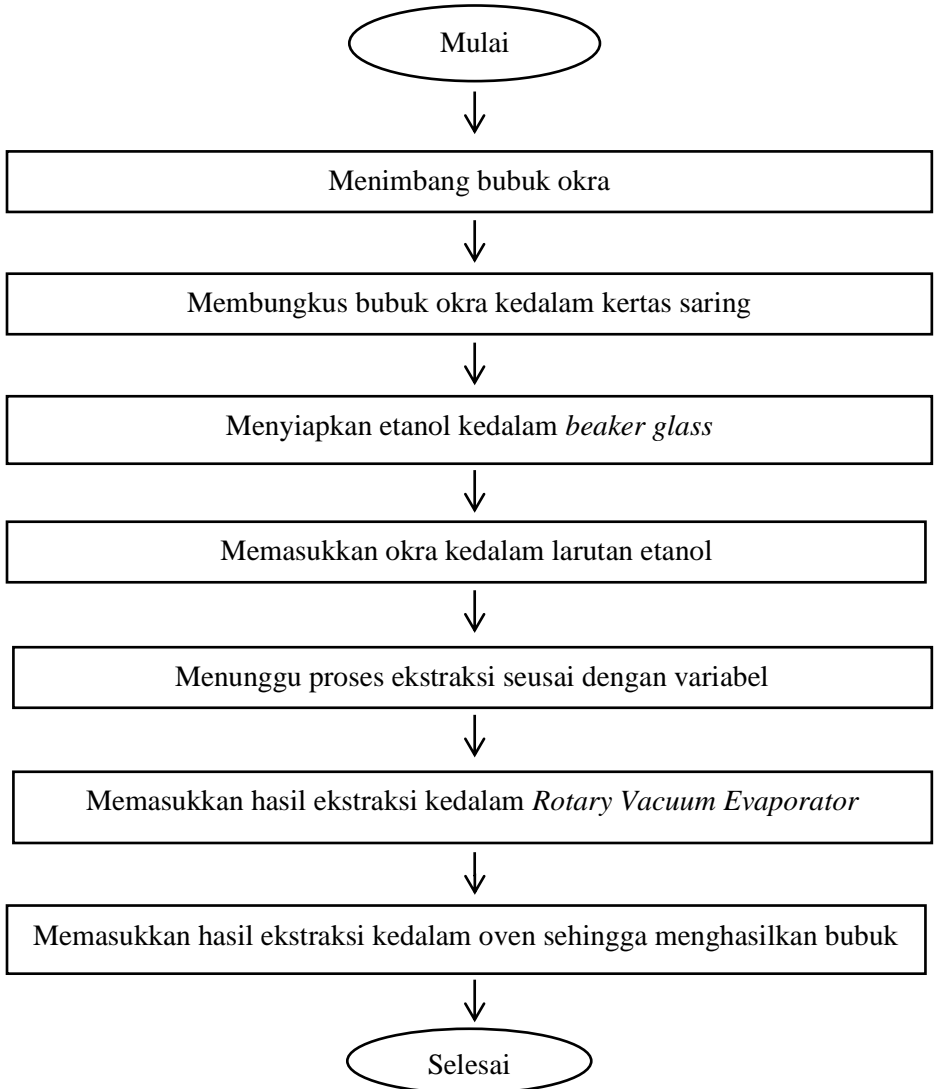 Mulai
Menimbang bubuk okra
Membungkus bubuk okra kedalam kertas saring
Menyiapkan etanol kedalam beaker glass
Memasukkan okra kedalam larutan etanol
Menunggu proses ekstraksi seusai dengan variabel
Memasukkan hasil ekstraksi kedalam Rotary Vacuum Evaporator
Memasukkan hasil ekstraksi kedalam oven sehingga menghasilkan bubuk
Selesai